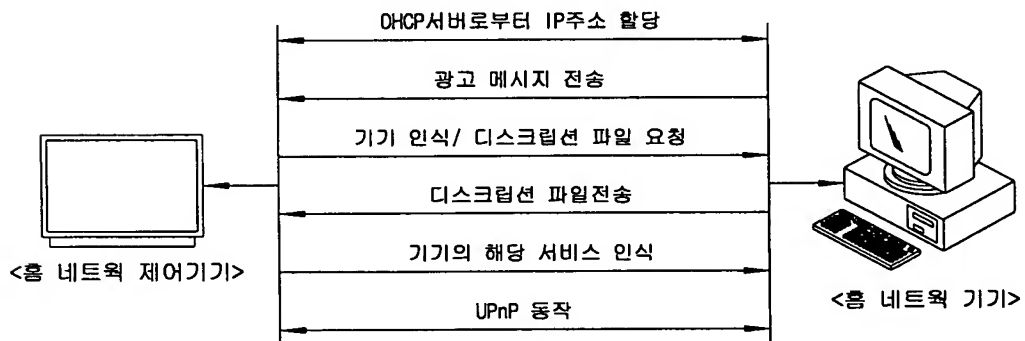 DHCP서버로부터 IP주소 할당
광고 메시지 전송
기기 인식/ 디스크립션 파일 요청
디스크립션 파일전송
기기의 해당 서비스 인식
UPnP 동작
<홈 네트웍 제어기기>
<홈 네트웍 기기>